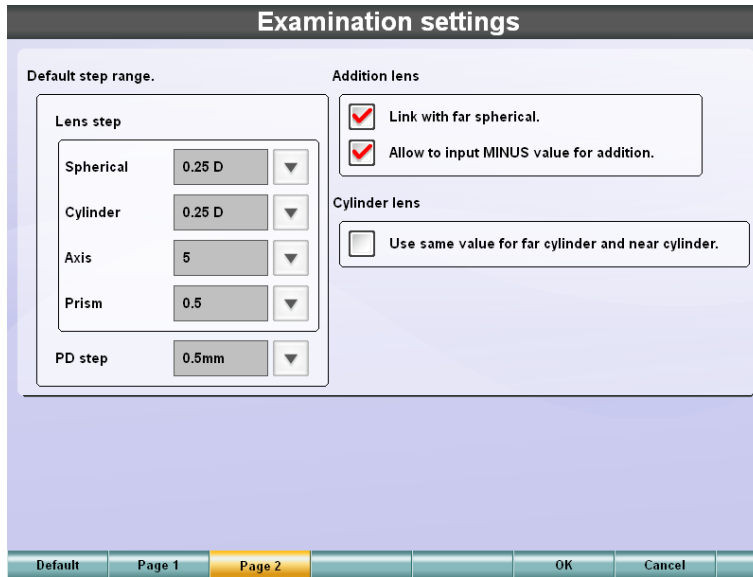 Examination settings
Default step range.
Lens step
Spherical 0.25 D
Cylinder 0.25 D
Axis 5
Prism 0.5
PD step 0.5mm
Addition lens
Link with far spherical.
Allow to input MINUS value for addition.
Cylinder lens
Use same value for far cylinder and near cylinder.
Default Page 1 Page 2 OK Cancel